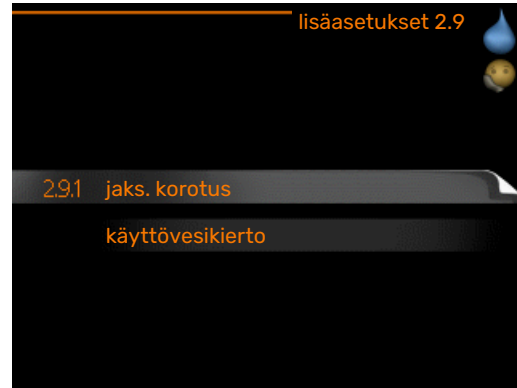 lisäasetukset 2.9
2.9.1 jaks. korotus
käyttövesikierto